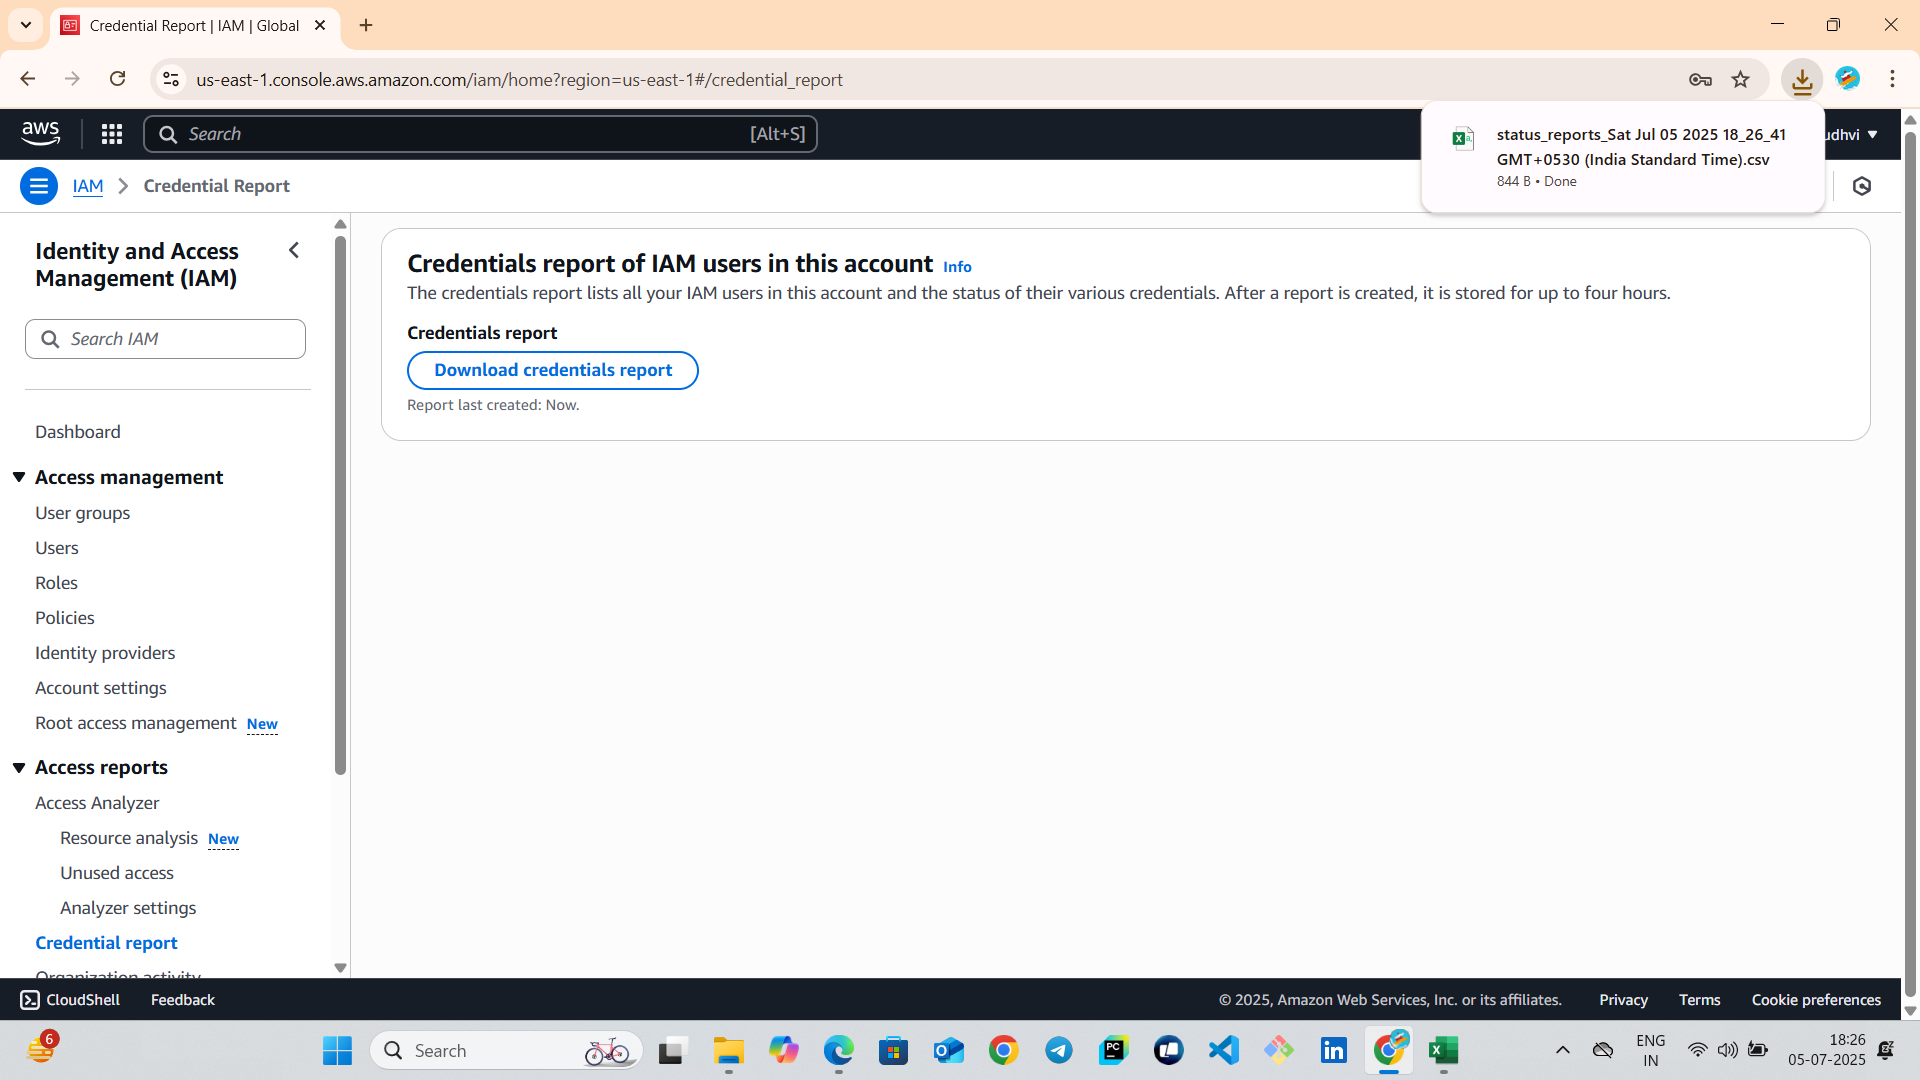 Credential Report | IAM | Global
us-east-1.console.aws.amazon.com/iam/home?region=us-east-1#/credential_report
status_reports_Sat Jul 05 2025 18_26_41
GMT+0530 (India Standard Time).csv
844 B • Done
aws
Search
[Alt+S]
udhvi
IAM
Credential Report
Identity and Access
Management (IAM)
Search IAM
Dashboard
Access management
User groups
Users
Roles
Policies
Identity providers
Account settings
Root access management New
Access reports
Access Analyzer
Resource analysis New
Unused access
Analyzer settings
Credential report
Organization activity
Credentials report of IAM users in this account Info
The credentials report lists all your IAM users in this account and the status of their various credentials. After a report is created, it is stored for up to four hours.
Credentials report
Download credentials report
Report last created: Now.
CloudShell
Feedback
© 2025, Amazon Web Services, Inc. or its affiliates.
Privacy
Terms
Cookie preferences
6
Search
ENG
IN
18:26
05-07-2025